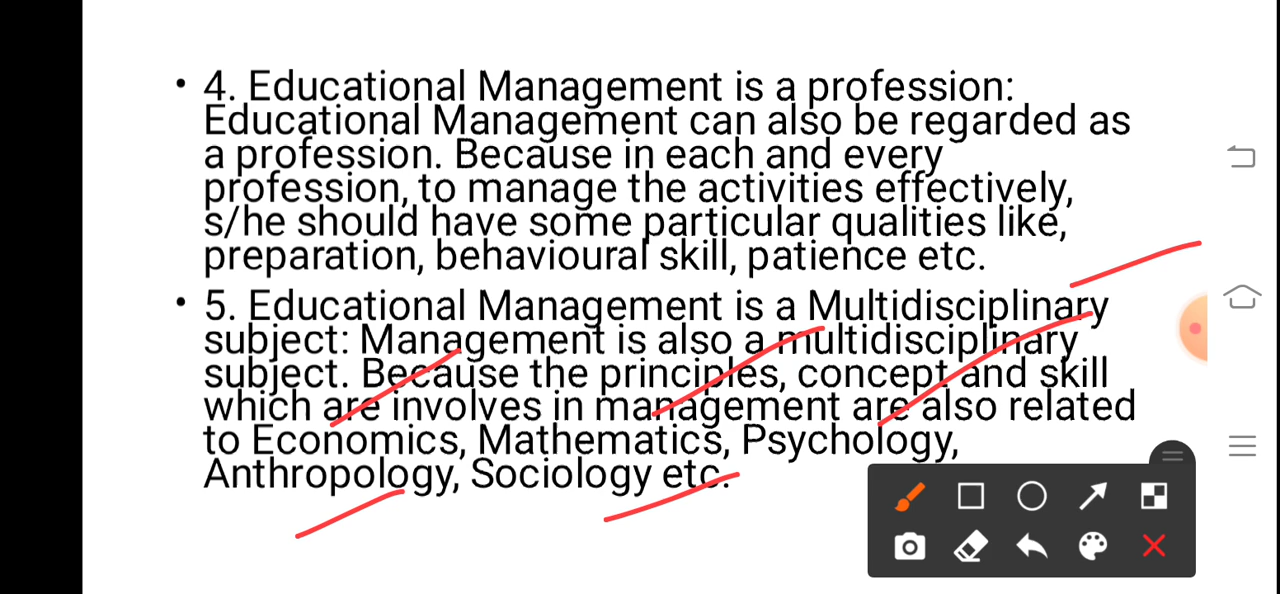 • 4. Educational Management is a profession:
Educational Management can also be regarded as
a profession. Because in each and every
profession, to manage the activities effectively,
s/he should have some particular qualities like,
preparation, behavioural skill, patience etc.
• 5. Educational Management is a Multidisciplinary
subject: Management is also a multidisciplinary
subject. Because the principles, concept and skill
which are involves in management are also related
to Economics, Mathematics, Psychology,
Anthropology, Sociology etc.